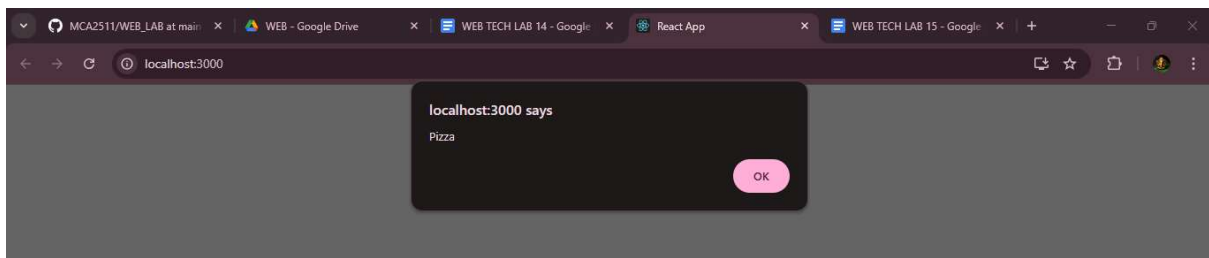 MCA2511/WEB_LAB at main
WEB - Google Drive
WEB TECH LAB 14 - Google
React App
WEB TECH LAB 15 - Google
localhost:3000
localhost:3000 says
Pizza
OK